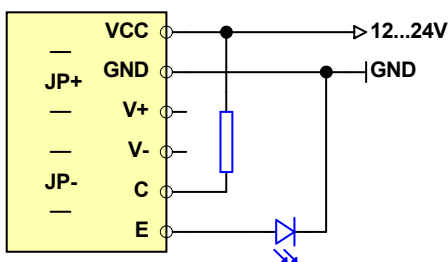 VCC
12...24V
GND
GND
JP+
V+
V-
JP-
C
E